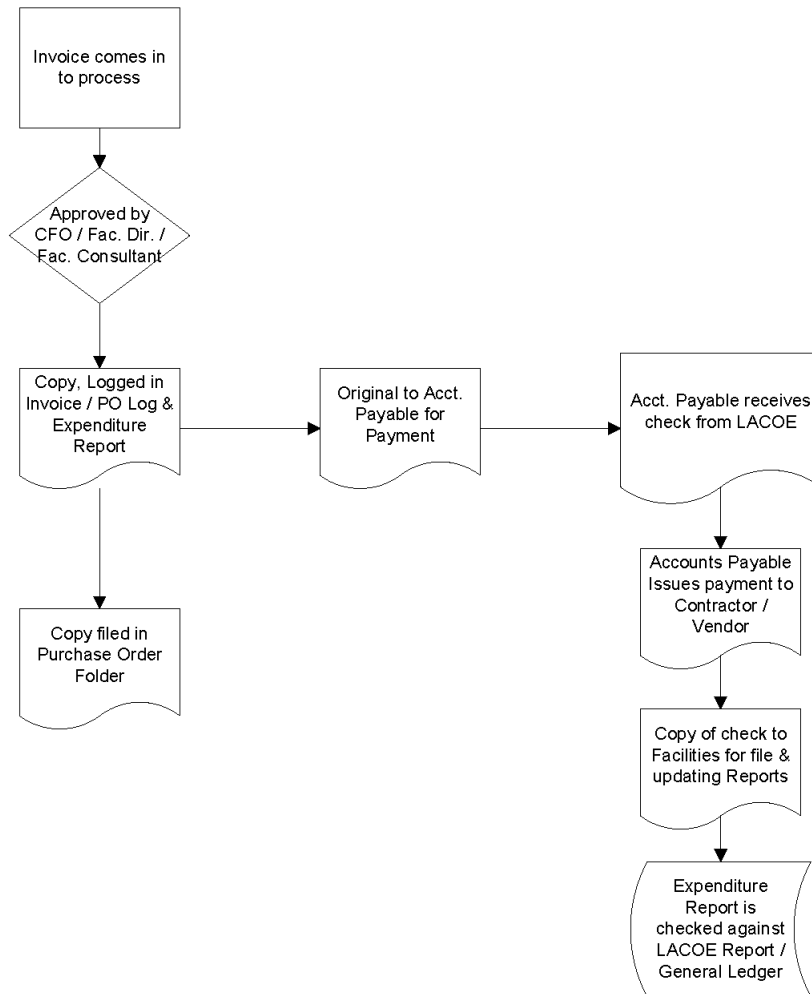 Invoice comes in
to process
Approved by
CFO / Fac. Dir. /
Fac. Consultant
Copy, Logged in
Invoice / PO Log &
Expenditure
Report
Original to Acct.
Payable for
Payment
Acct. Payable receives
check from LACOE
Copy filed in
Purchase Order
Folder
Accounts Payable
Issues payment to
Contractor /
Vendor
Copy of check to
Facilities for file &
updating Reports
Expenditure
Report is
checked against
LACOE Report /
General Ledger